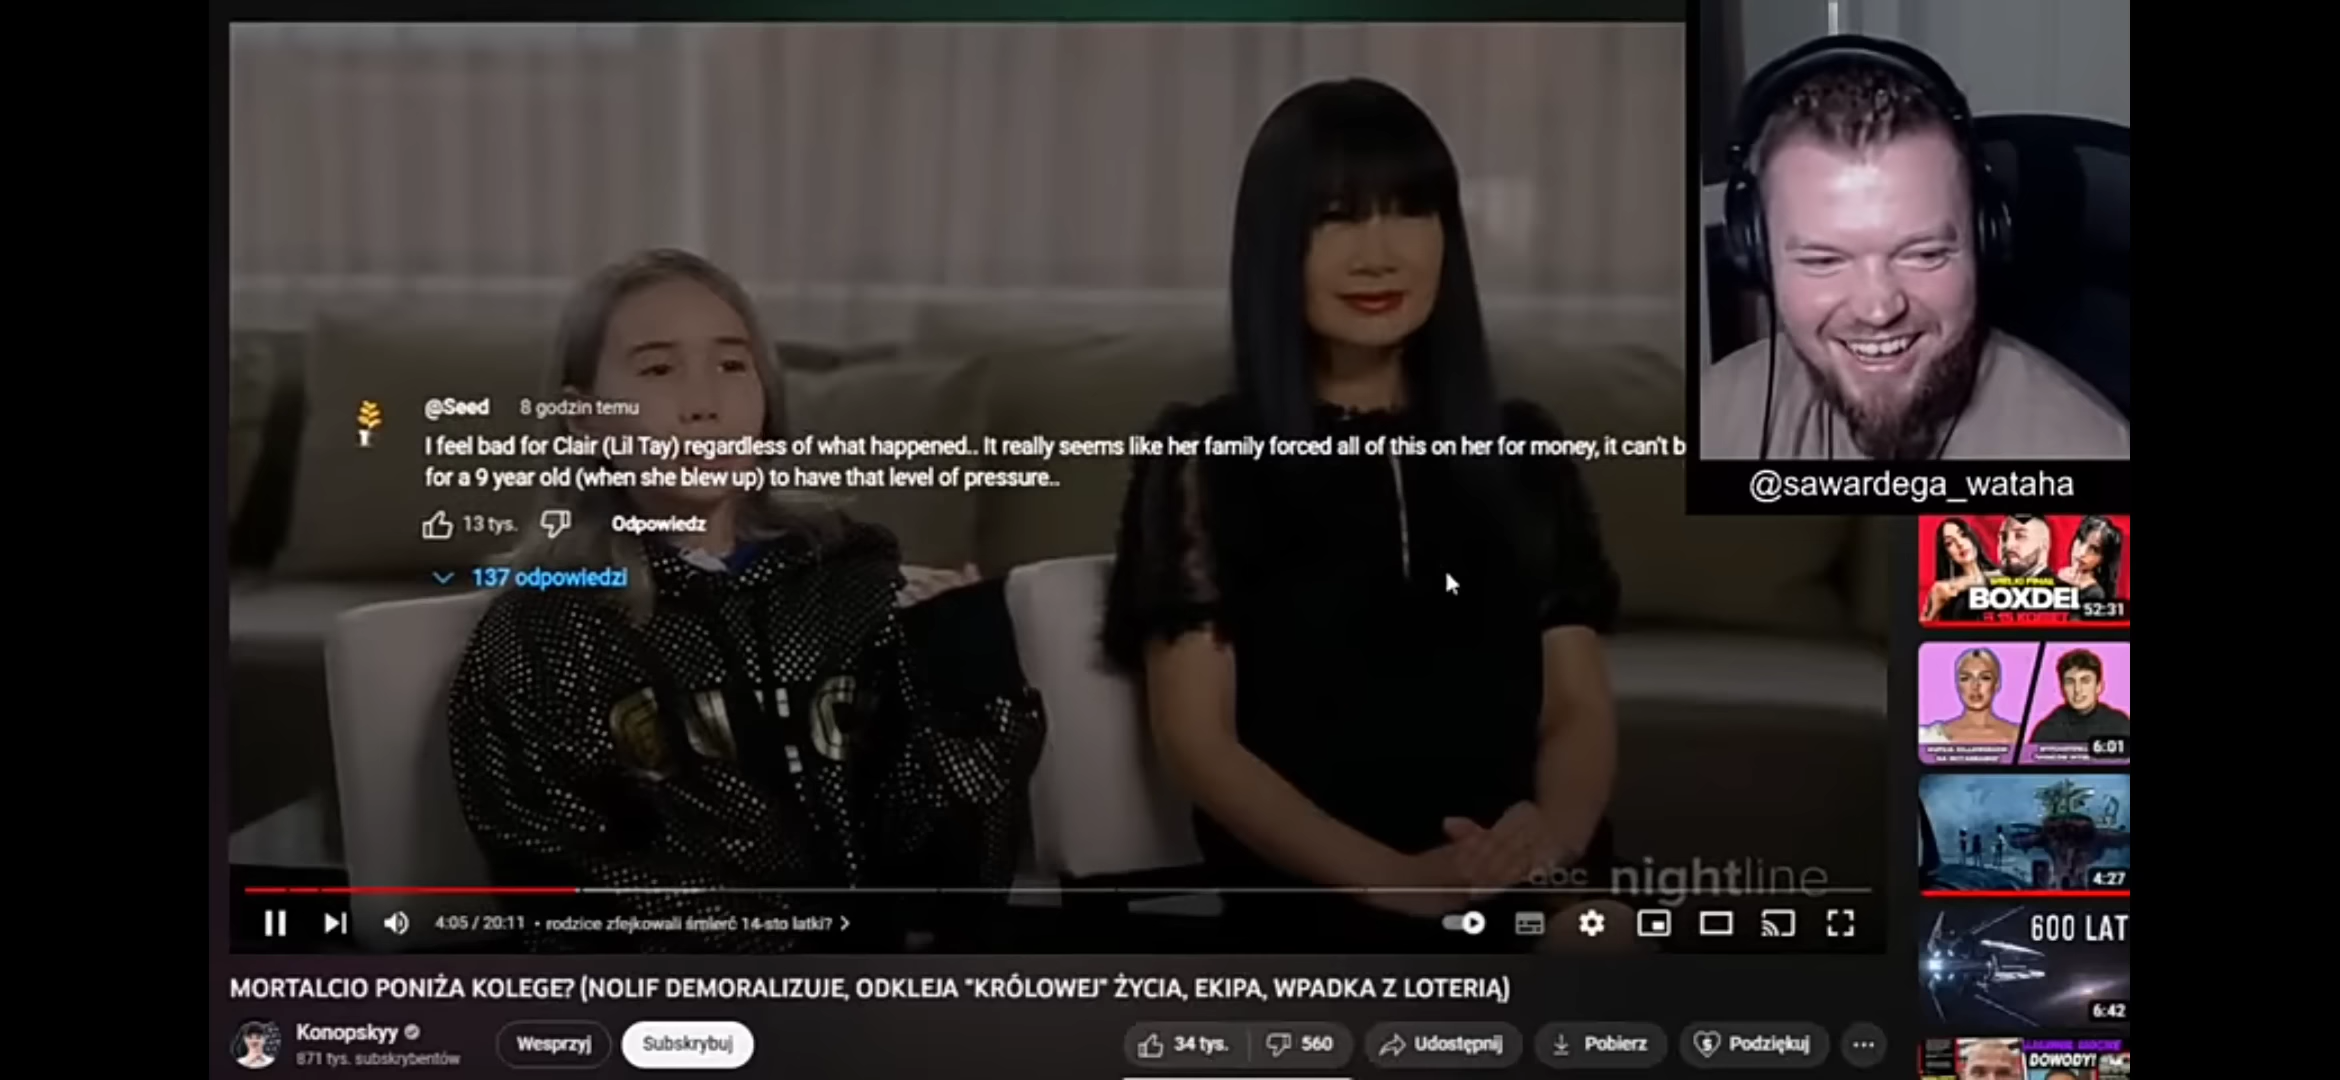 @Seed 8 godzin temu
I feel bad for Clair (Lil Tay) regardless of what happened.. It really seems like her family forced all of this on her for money, it can't b
for a 9 year old (when she blew up) to have that level of pressure..
13 tys. Odpowiedz
137 odpowiedzi
@sawardega_wataha
WIELKI FINAŁ
BOXDEL
52:31
6:01
4:27
600 LAT
6:42
DOWODY!
abc nightline
4:05 / 20:11 • rodzice zfejkowali śmierć 14-sto latki?
MORTALCIO PONIŻA KOLEGE? (NOLIF DEMORALIZUJE, ODKLEJA "KRÓLOWEJ" ŻYCIA, EKIPA, WPADKA Z LOTERIĄ)
Konopskyy
871 tys. subskrybentów
Wesprzyj
Subskrybuj
34 tys.
560
Udostępnij
Pobierz
Podziękuj